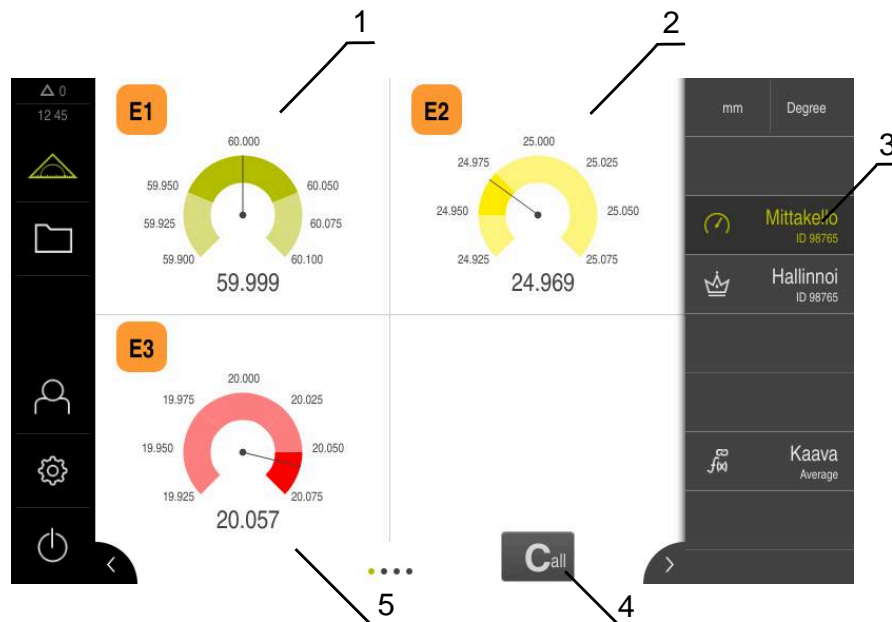 1
2
3
△ 0
12 45
E1
60.000
59.950
60.050
59.925
60.075
59.900
60.100
59.999
E2
25.000
24.975
25.025
24.950
25.050
24.925
25.075
24.969
mm
Degree
Mittakello
ID 98765
Hallinnoi
ID 98765
E3
20.000
19.975
20.025
19.950
20.050
19.925
20.075
20.057
f(x)
Kaava
Average
Call
5
4